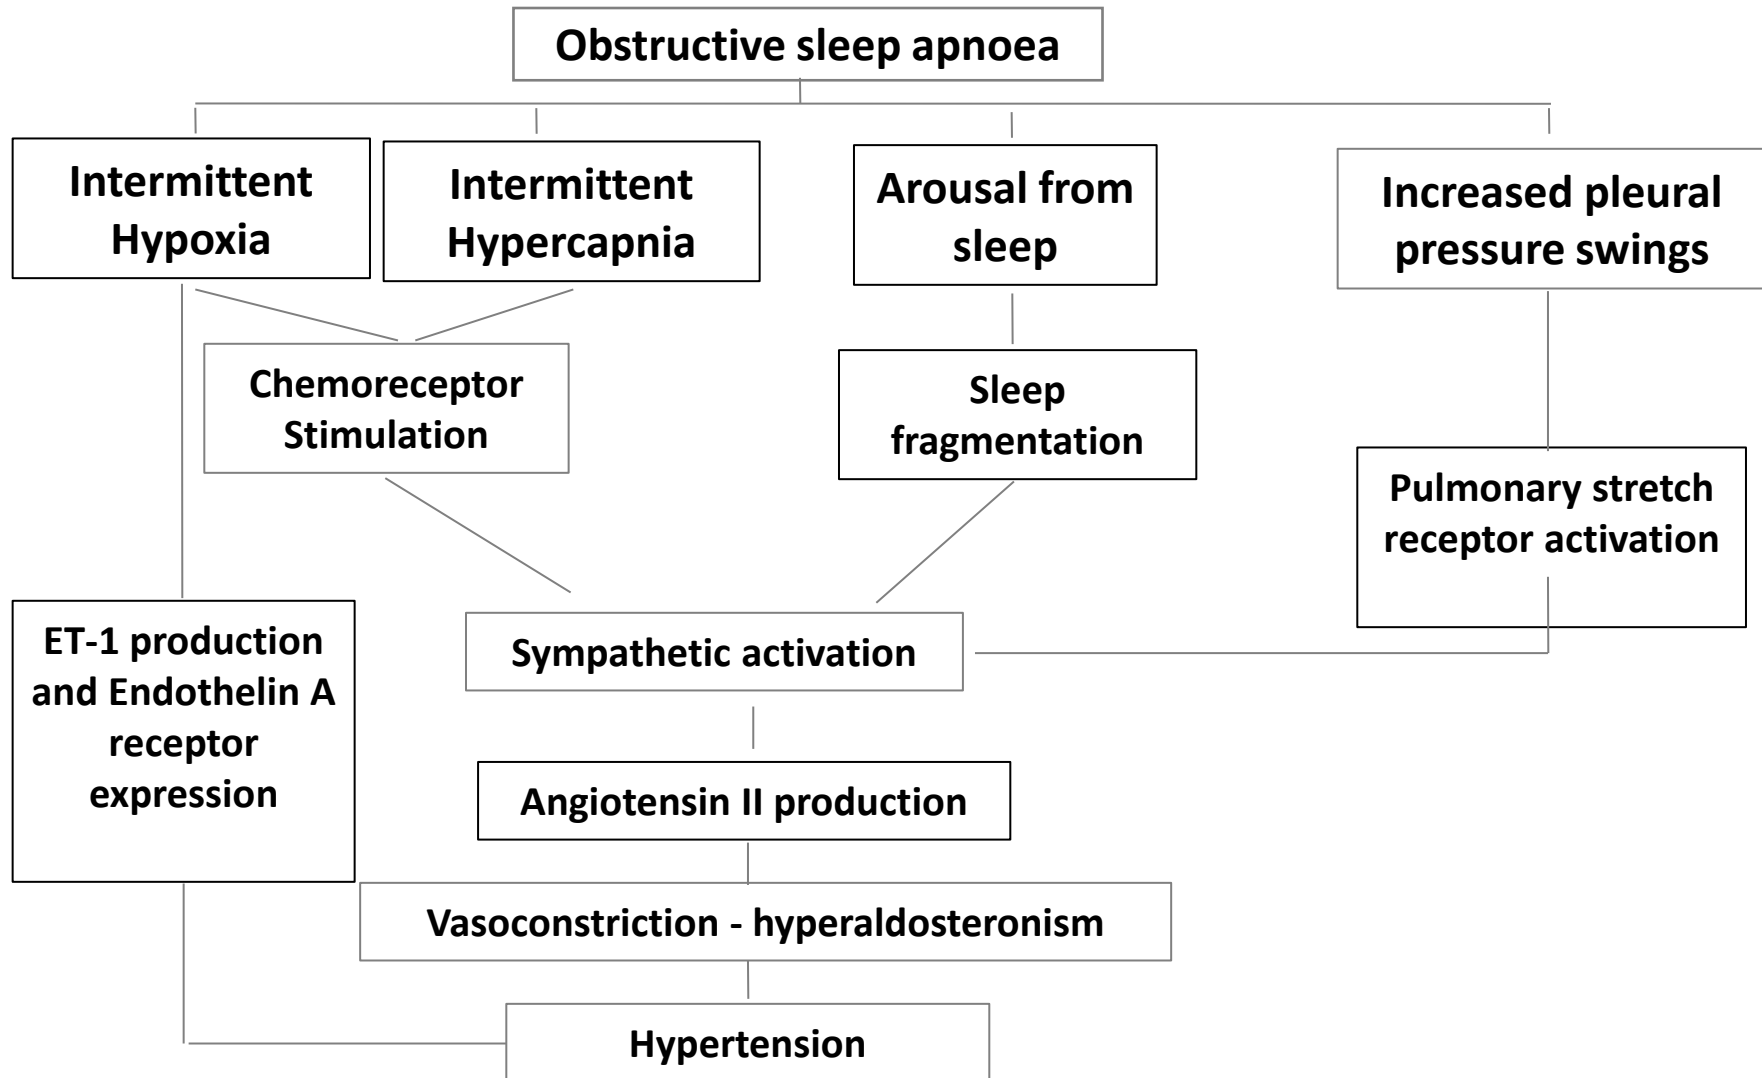 Obstructive sleep apnoea
Intermittent
Hypoxia
Intermittent
Hypercapnia
Arousal from
sleep
Increased pleural
pressure swings
Chemoreceptor
Stimulation
Sleep
fragmentation
Pulmonary stretch
receptor activation
ET-1 production
and Endothelin A
receptor
expression
Sympathetic activation
Angiotensin II production
Vasoconstriction - hyperaldosteronism
Hypertension